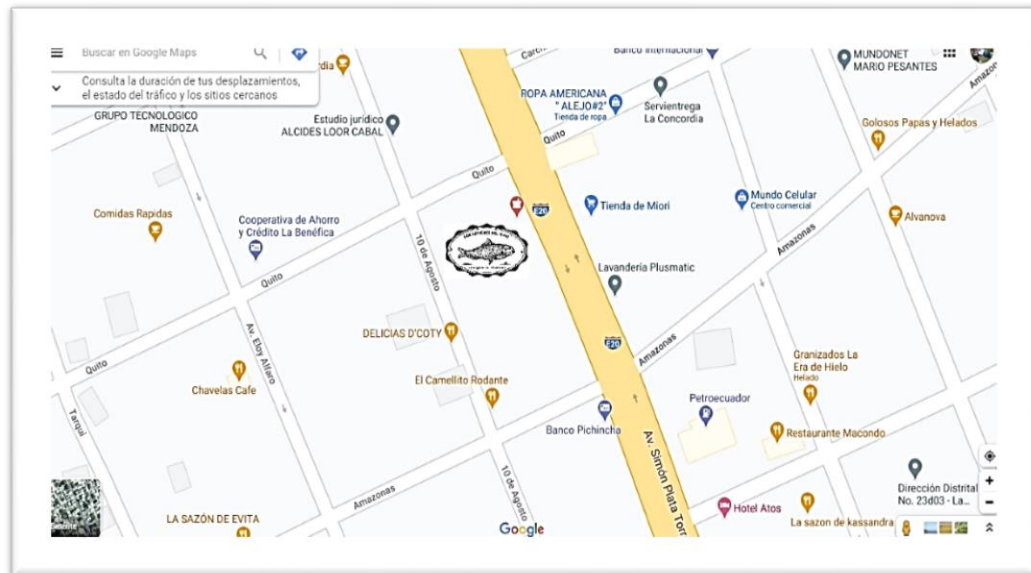 Buscar en Google Maps
Consulta la duración de tus desplazamientos,
el estado del tráfico y los sitios cercanos
rdia
Carch
Banco Internacional
MUNDONET
MARIO PESANTES
Amazonas
GRUPO TECNOLOGICO
MENDOZA
Estudio jurídico
ALCIDES LOOR CABAL
ROPA AMERICANA
" ALEJO#2"
Tienda de ropa
Servientrega
La Concordia
Golosos Papas y Helados
Quito
Quito
Comidas Rapidas
Cooperativa de Ahorro
y Crédito La Benéfica
E20
Tienda de Miori
Mundo Celular
Centro comercial
Alvanova
10 de Agosto
Amazonas
Quito
Lavandería Plusmatic
DELICIAS D'COTY
E20
Av. Eloy Alfaro
Amazonas
Quito
Chavelas Cafe
El Camellito Rodante
Granizados La
Era de Hielo
Helado
Tarqui
Banco Pichincha
Petroecuador
Restaurante Macondo
Av. Simón Plata Torr
10 de Agosto
Amazonas
Dirección Distrital
No. 23d03 - La...
LA SAZÓN DE EVITA
Google
Hotel Atos
La sazon de kassandra